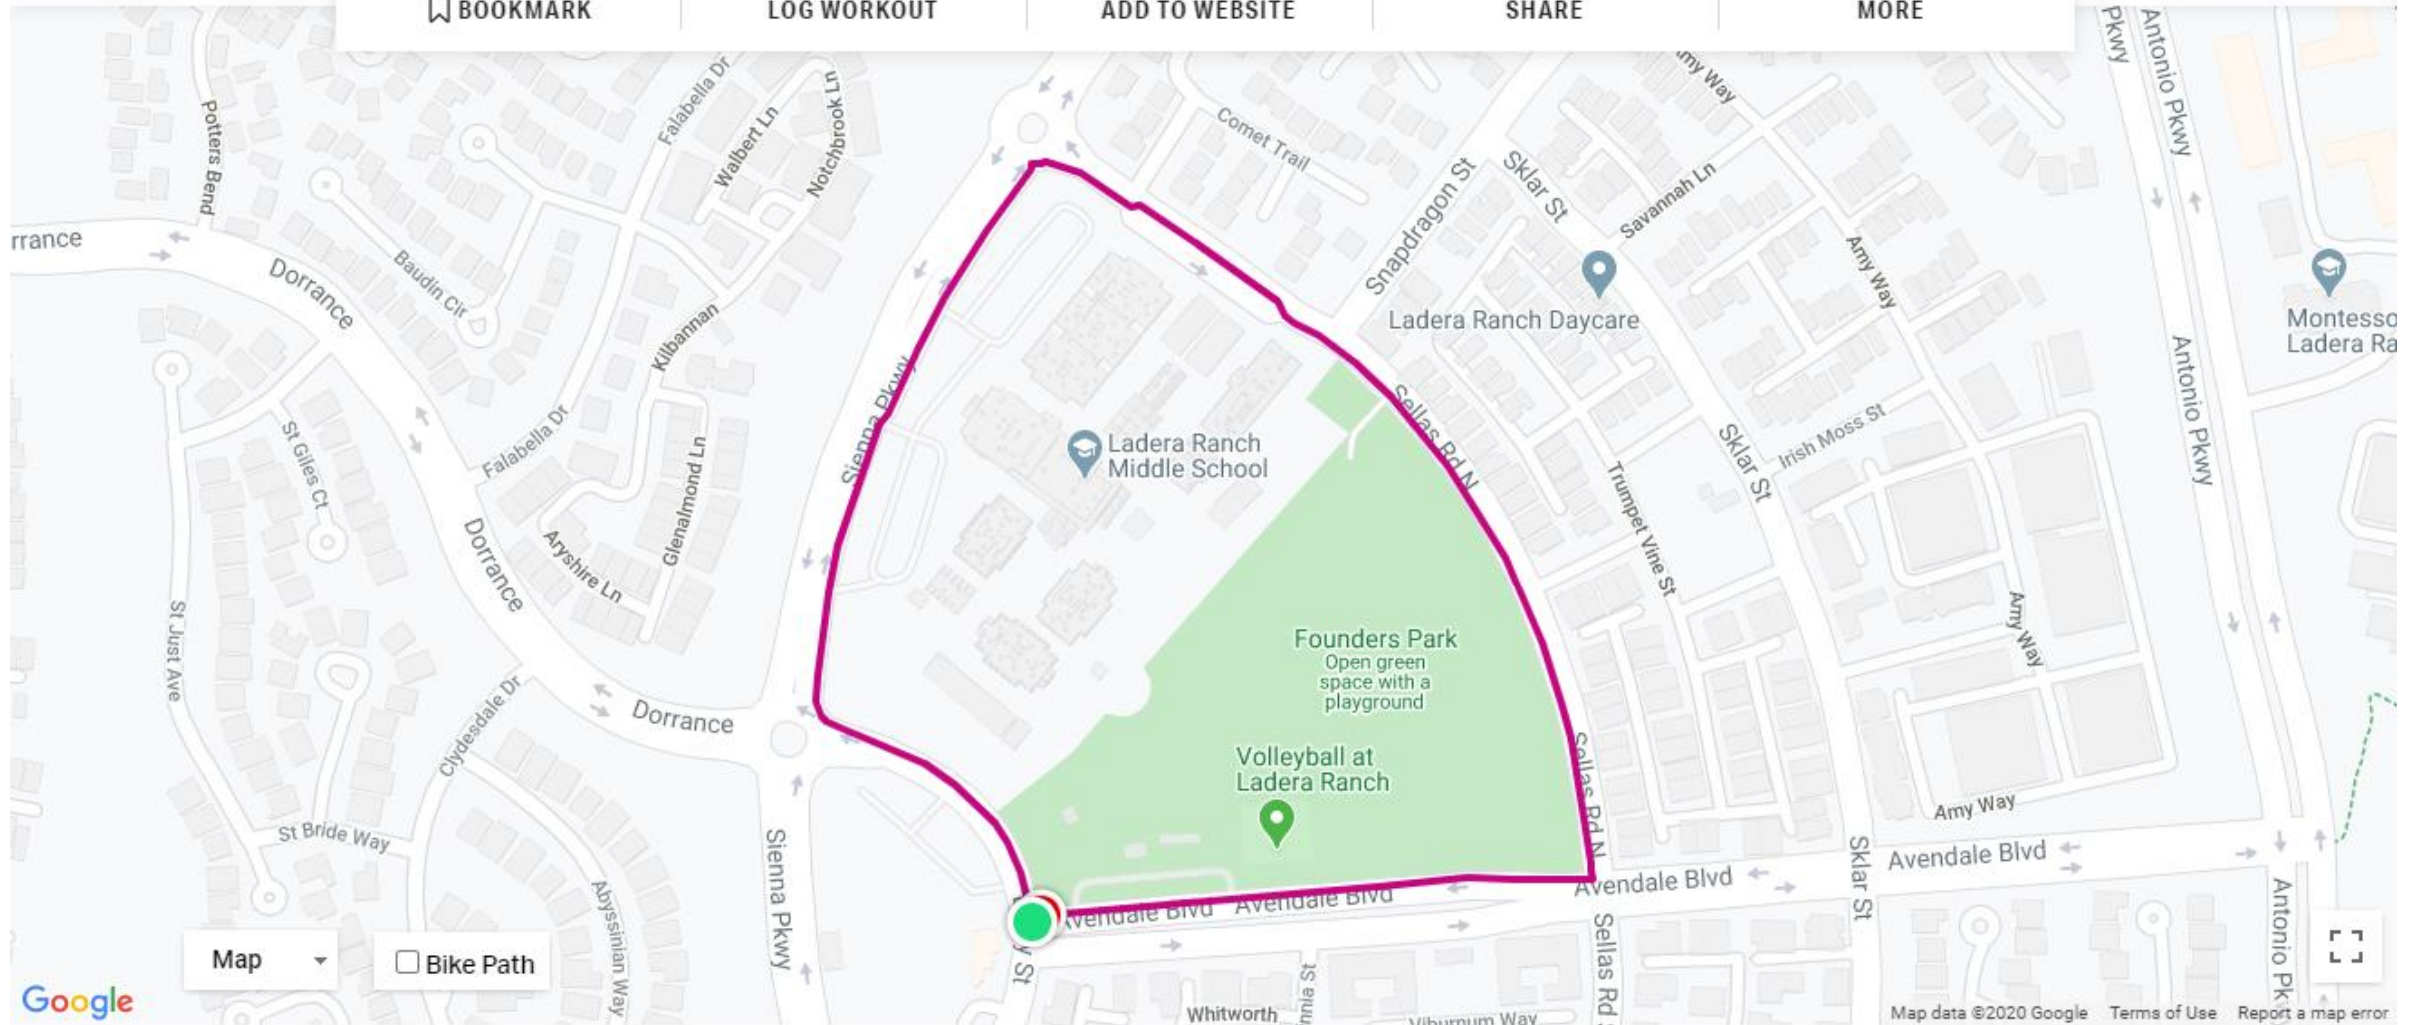 BOOKMARK
LOG WORKOUT
ADD TO WEBSITE
SHARE
MORE
Pkwy
Antonio Pkwy
Falabella Dr
Walbert Ln
Notchbrook Ln
Potters Bend
Comet Trail
Amy Way
Sklar St
Savannah Ln
Snapdragon St
rrance
Dorrance
Baudin Cir
Kilbannan
Amy Way
Ladera Ranch Daycare
Montesso
Ladera Ra
Antonio Pkwy
Sienna Pkwy
Sellas Rd N
St Giles Ct
Falabella Dr
Glenalmond Ln
Ladera Ranch
Middle School
Sklar St
Irish Moss St
Trumpet Vine St
Dorrance
Aryshire Ln
St Just Ave
Founders Park
Open green
space with a
playground
Amy Way
Clydesdale Dr
Dorrance
Volleyball at
Ladera Ranch
Sellas Rd N
Amy Way
St Bride Way
Sienna Pkwy
Abyssinian Way
Avendale Blvd
Avendale Blvd
Avendale Blvd
Avendale Blvd
Sklar St
Sellas Rd
Antonio Pk
St
Map
Bike Path
Whitworth
Viburnum Way
Google
Map data ©2020 Google
Terms of Use
Report a map error